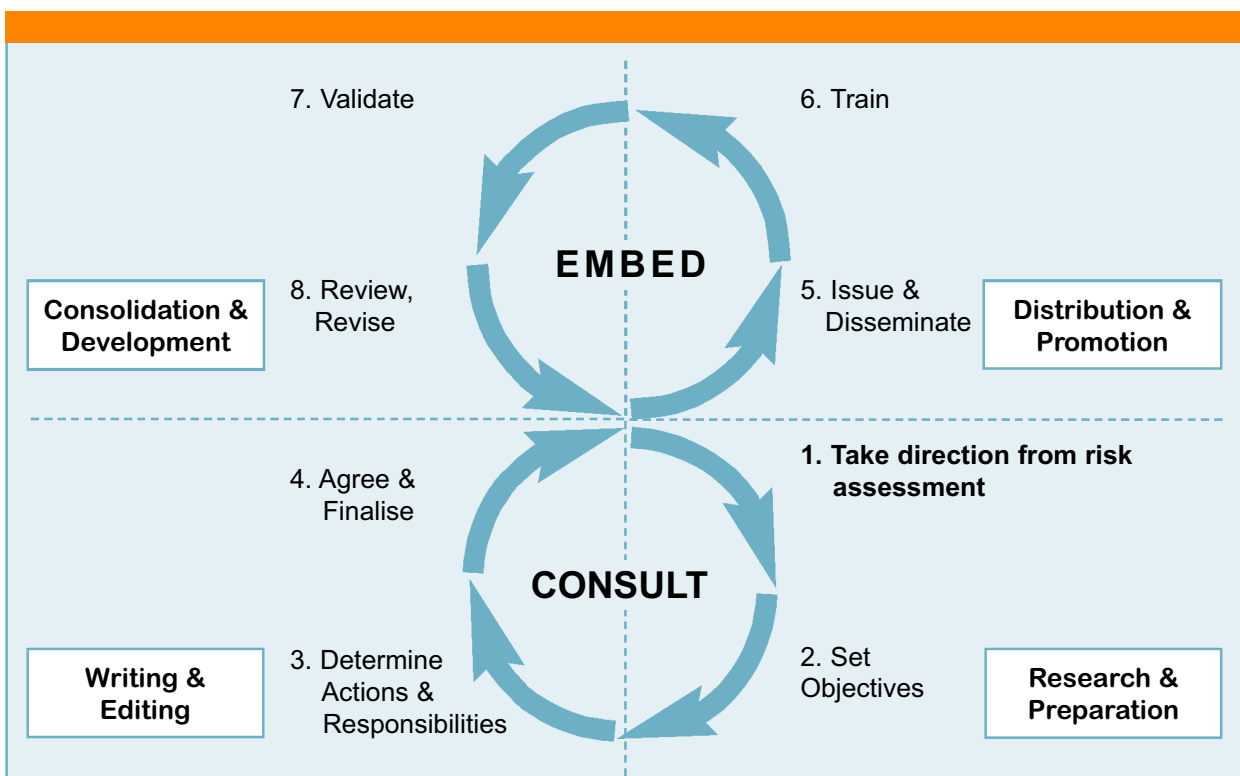 7. Validate
6. Train
EMBED
Consolidation &
Development
8. Review,
Revise
5. Issue &
Disseminate
Distribution &
Promotion
4. Agree &
Finalise
1. Take direction from risk
assessment
CONSULT
Writing &
Editing
3. Determine
Actions &
Responsibilities
2. Set
Objectives
Research &
Preparation